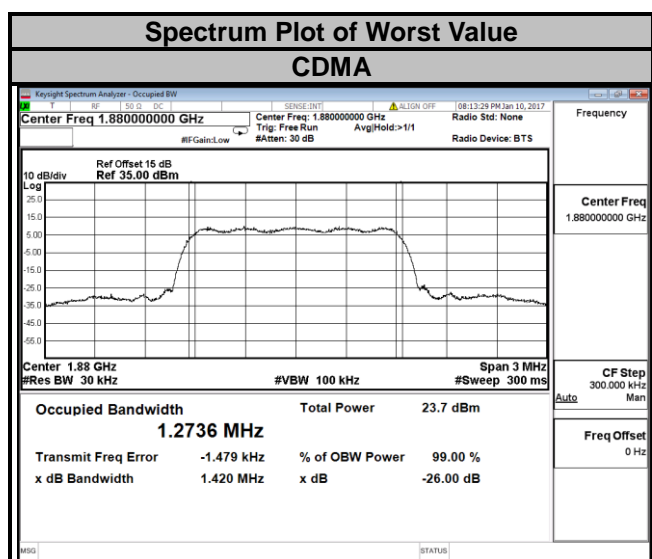 Spectrum Plot of Worst Value
CDMA
Keysight Spectrum Analyzer - Occupied BW
T RF 50 Ω DC SENSE:INT ALIGN OFF 08:13:29 PM Jan 10, 2017
Center Freq 1.880000000 GHz
Center Freq: 1.880000000 GHz
Radio Std: None
Trig: Free Run Avg|Hold:>1/1
#IFGain:Low #Atten: 30 dB Radio Device: BTS
Frequency
Ref Offset 15 dB
10 dB/div Ref 35.00 dBm
Log
25.0
15.0
5.00
-5.00
-15.0
-25.0
-35.0
-45.0
-55.0
Center 1.88 GHz Span 3 MHz
#Res BW 30 kHz #VBW 100 kHz #Sweep 300 ms
Center Freq
1.880000000 GHz
CF Step
300.000 kHz
Auto Man
Freq Offset
0 Hz
Occupied Bandwidth Total Power 23.7 dBm
1.2736 MHz
Transmit Freq Error -1.479 kHz % of OBW Power 99.00 %
x dB Bandwidth 1.420 MHz x dB -26.00 dB
MSG STATUS